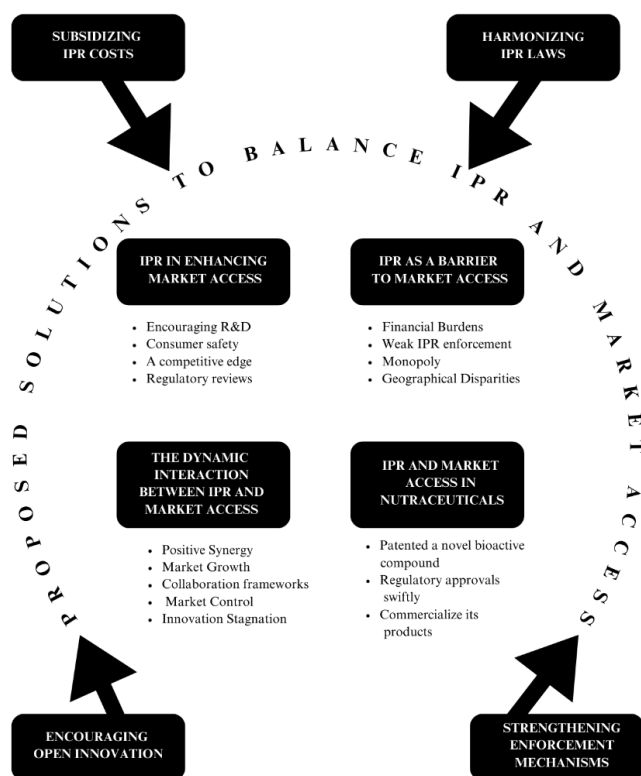 SUBSIDIZING
IPR COSTS
HARMONIZING
IPR LAWS
PROPOSED SOLUTIONS TO BALANCE IPR AND MARKET ACCESS
IPR IN ENHANCING
MARKET ACCESS
• Encouraging R&D
• Consumer safety
• A competitive edge
• Regulatory reviews
IPR AS A BARRIER
TO MARKET ACCESS
• Financial Burdens
• Weak IPR enforcement
• Monopoly
• Geographical Disparities
THE DYNAMIC
INTERACTION
BETWEEN IPR AND
MARKET ACCESS
• Positive Synergy
• Market Growth
• Collaboration frameworks
• Market Control
• Innovation Stagnation
IPR AND MARKET
ACCESS IN
NUTRACEUTICALS
• Patented a novel bioactive
compound
• Regulatory approvals
swiftly
• Commercialize its
products
ENCOURAGING
OPEN INNOVATION
STRENGTHENING
ENFORCEMENT
MECHANISMS